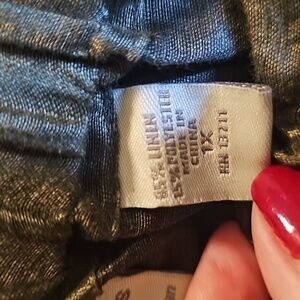 85% LINEN
15% POLYESTER
MADE IN
CHINA
1X
RN 13711
S